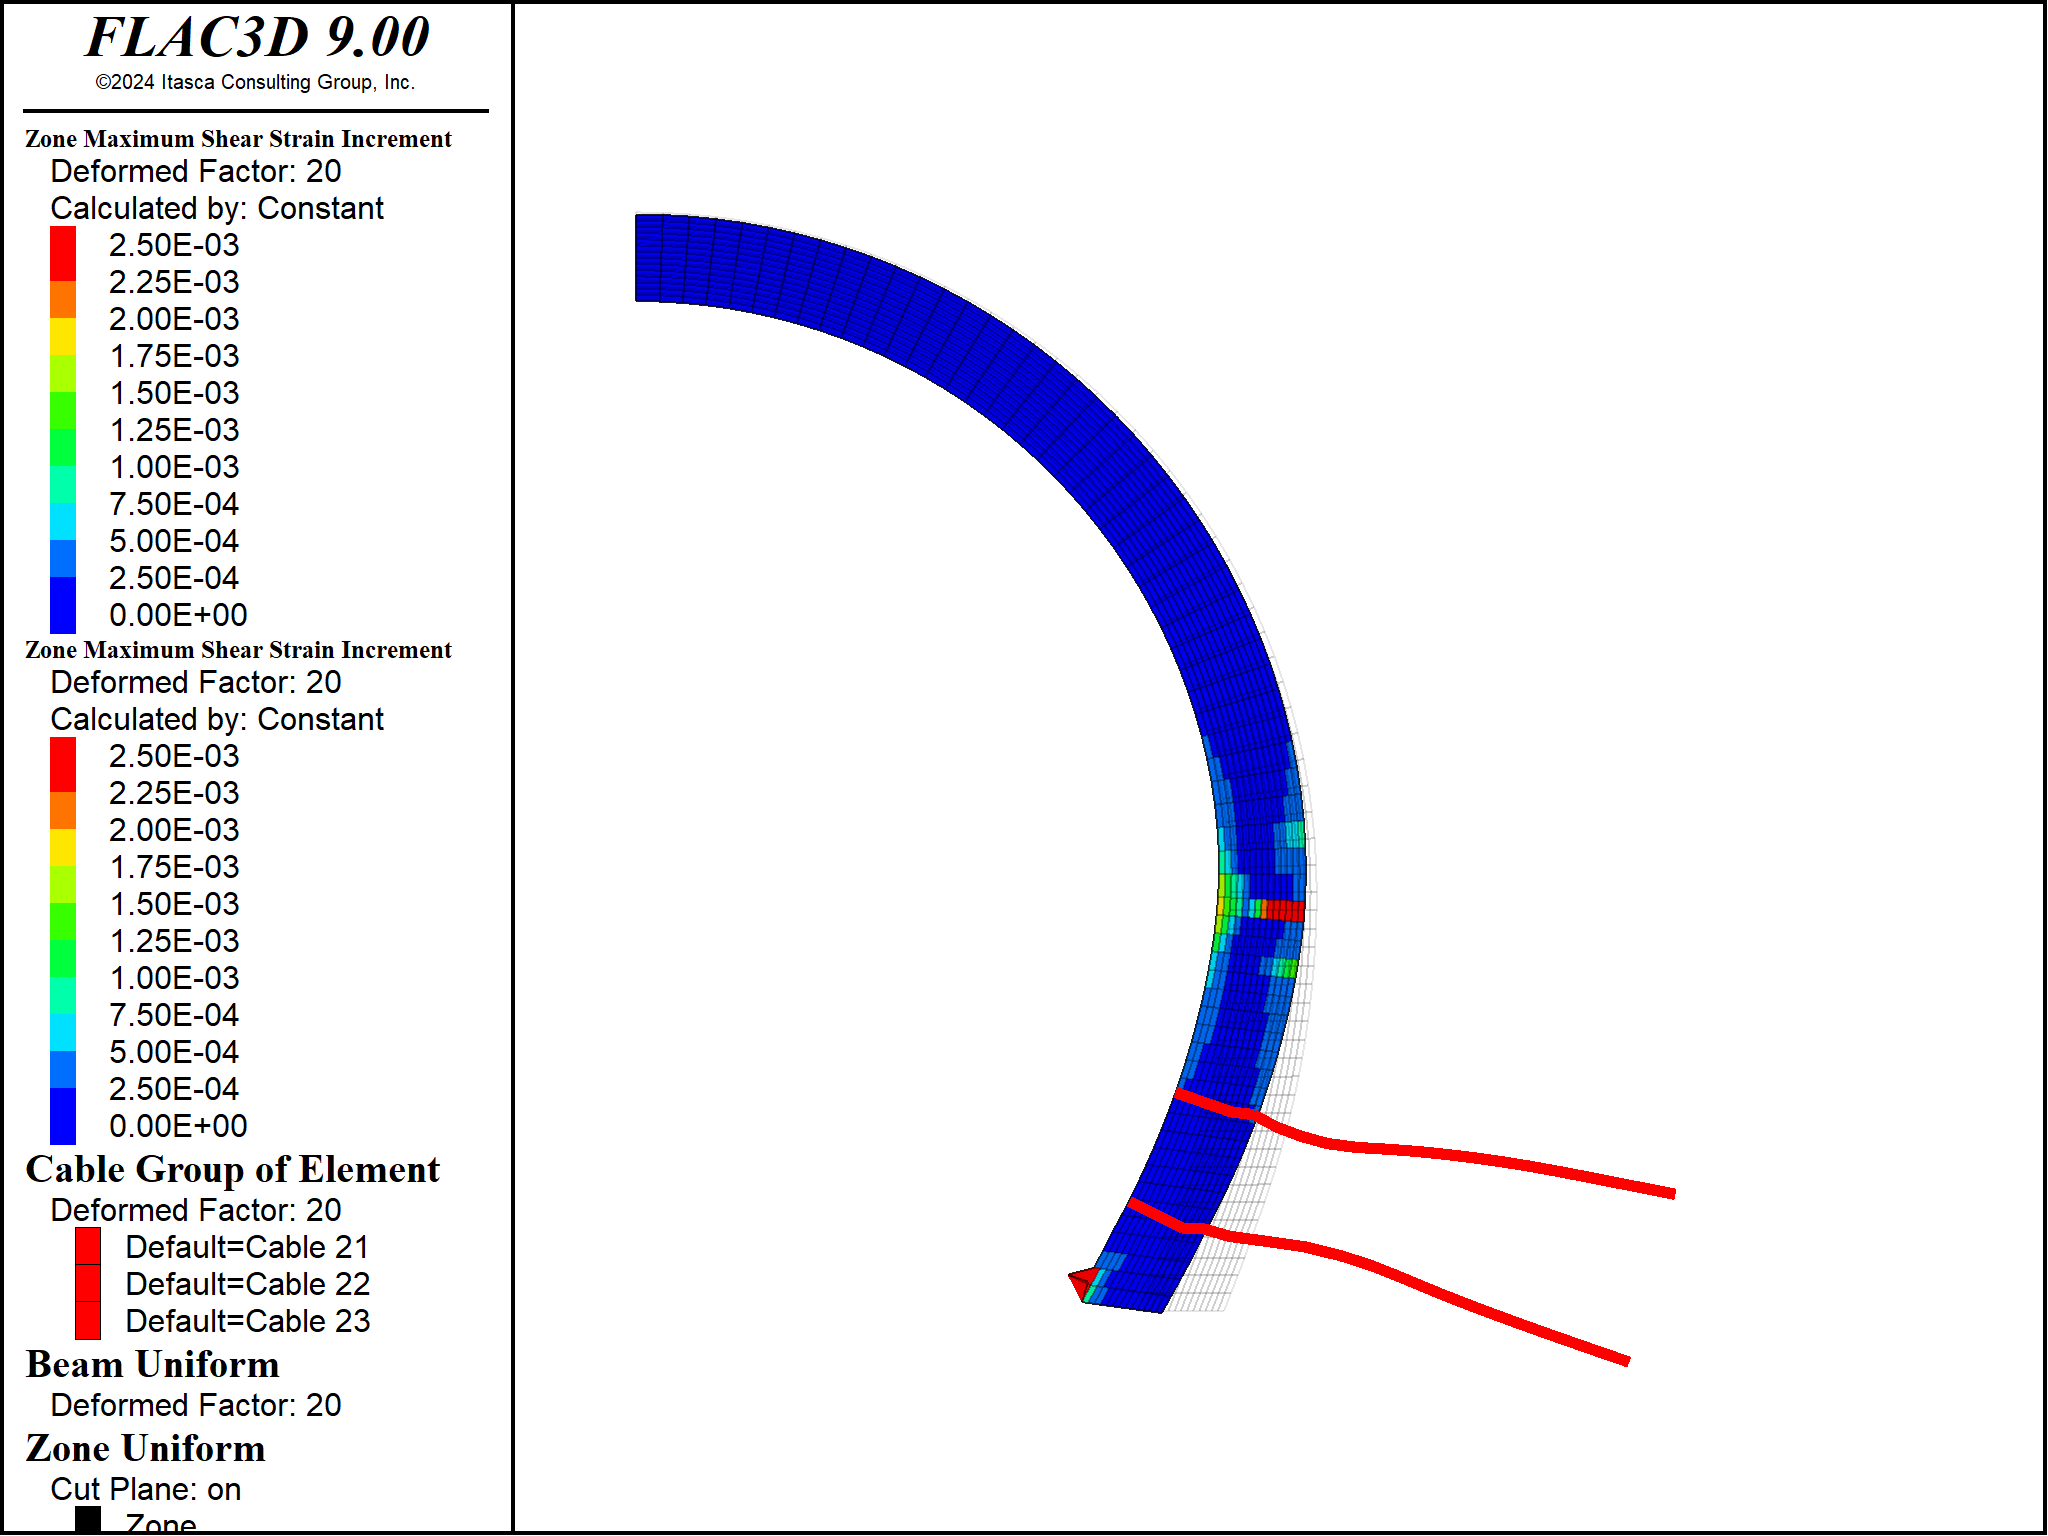 FLAC3D 9.00
©2024 Itasca Consulting Group, Inc.
Zone Maximum Shear Strain Increment
Deformed Factor: 20
Calculated by: Constant
2.50E-03
2.25E-03
2.00E-03
1.75E-03
1.50E-03
1.25E-03
1.00E-03
7.50E-04
5.00E-04
2.50E-04
0.00E+00
Zone Maximum Shear Strain Increment
Deformed Factor: 20
Calculated by: Constant
2.50E-03
2.25E-03
2.00E-03
1.75E-03
1.50E-03
1.25E-03
1.00E-03
7.50E-04
5.00E-04
2.50E-04
0.00E+00
Cable Group of Element
Deformed Factor: 20
Default=Cable 21
Default=Cable 22
Default=Cable 23
Beam Uniform
Deformed Factor: 20
Zone Uniform
Cut Plane: on
Zone